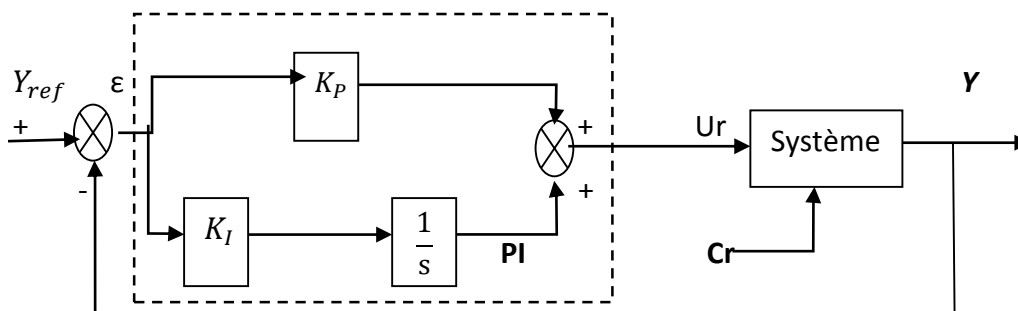 Y_ref
ε
+
-
K_P
K_I
1/s
PI
+
+
Ur
Système
Cr
Y